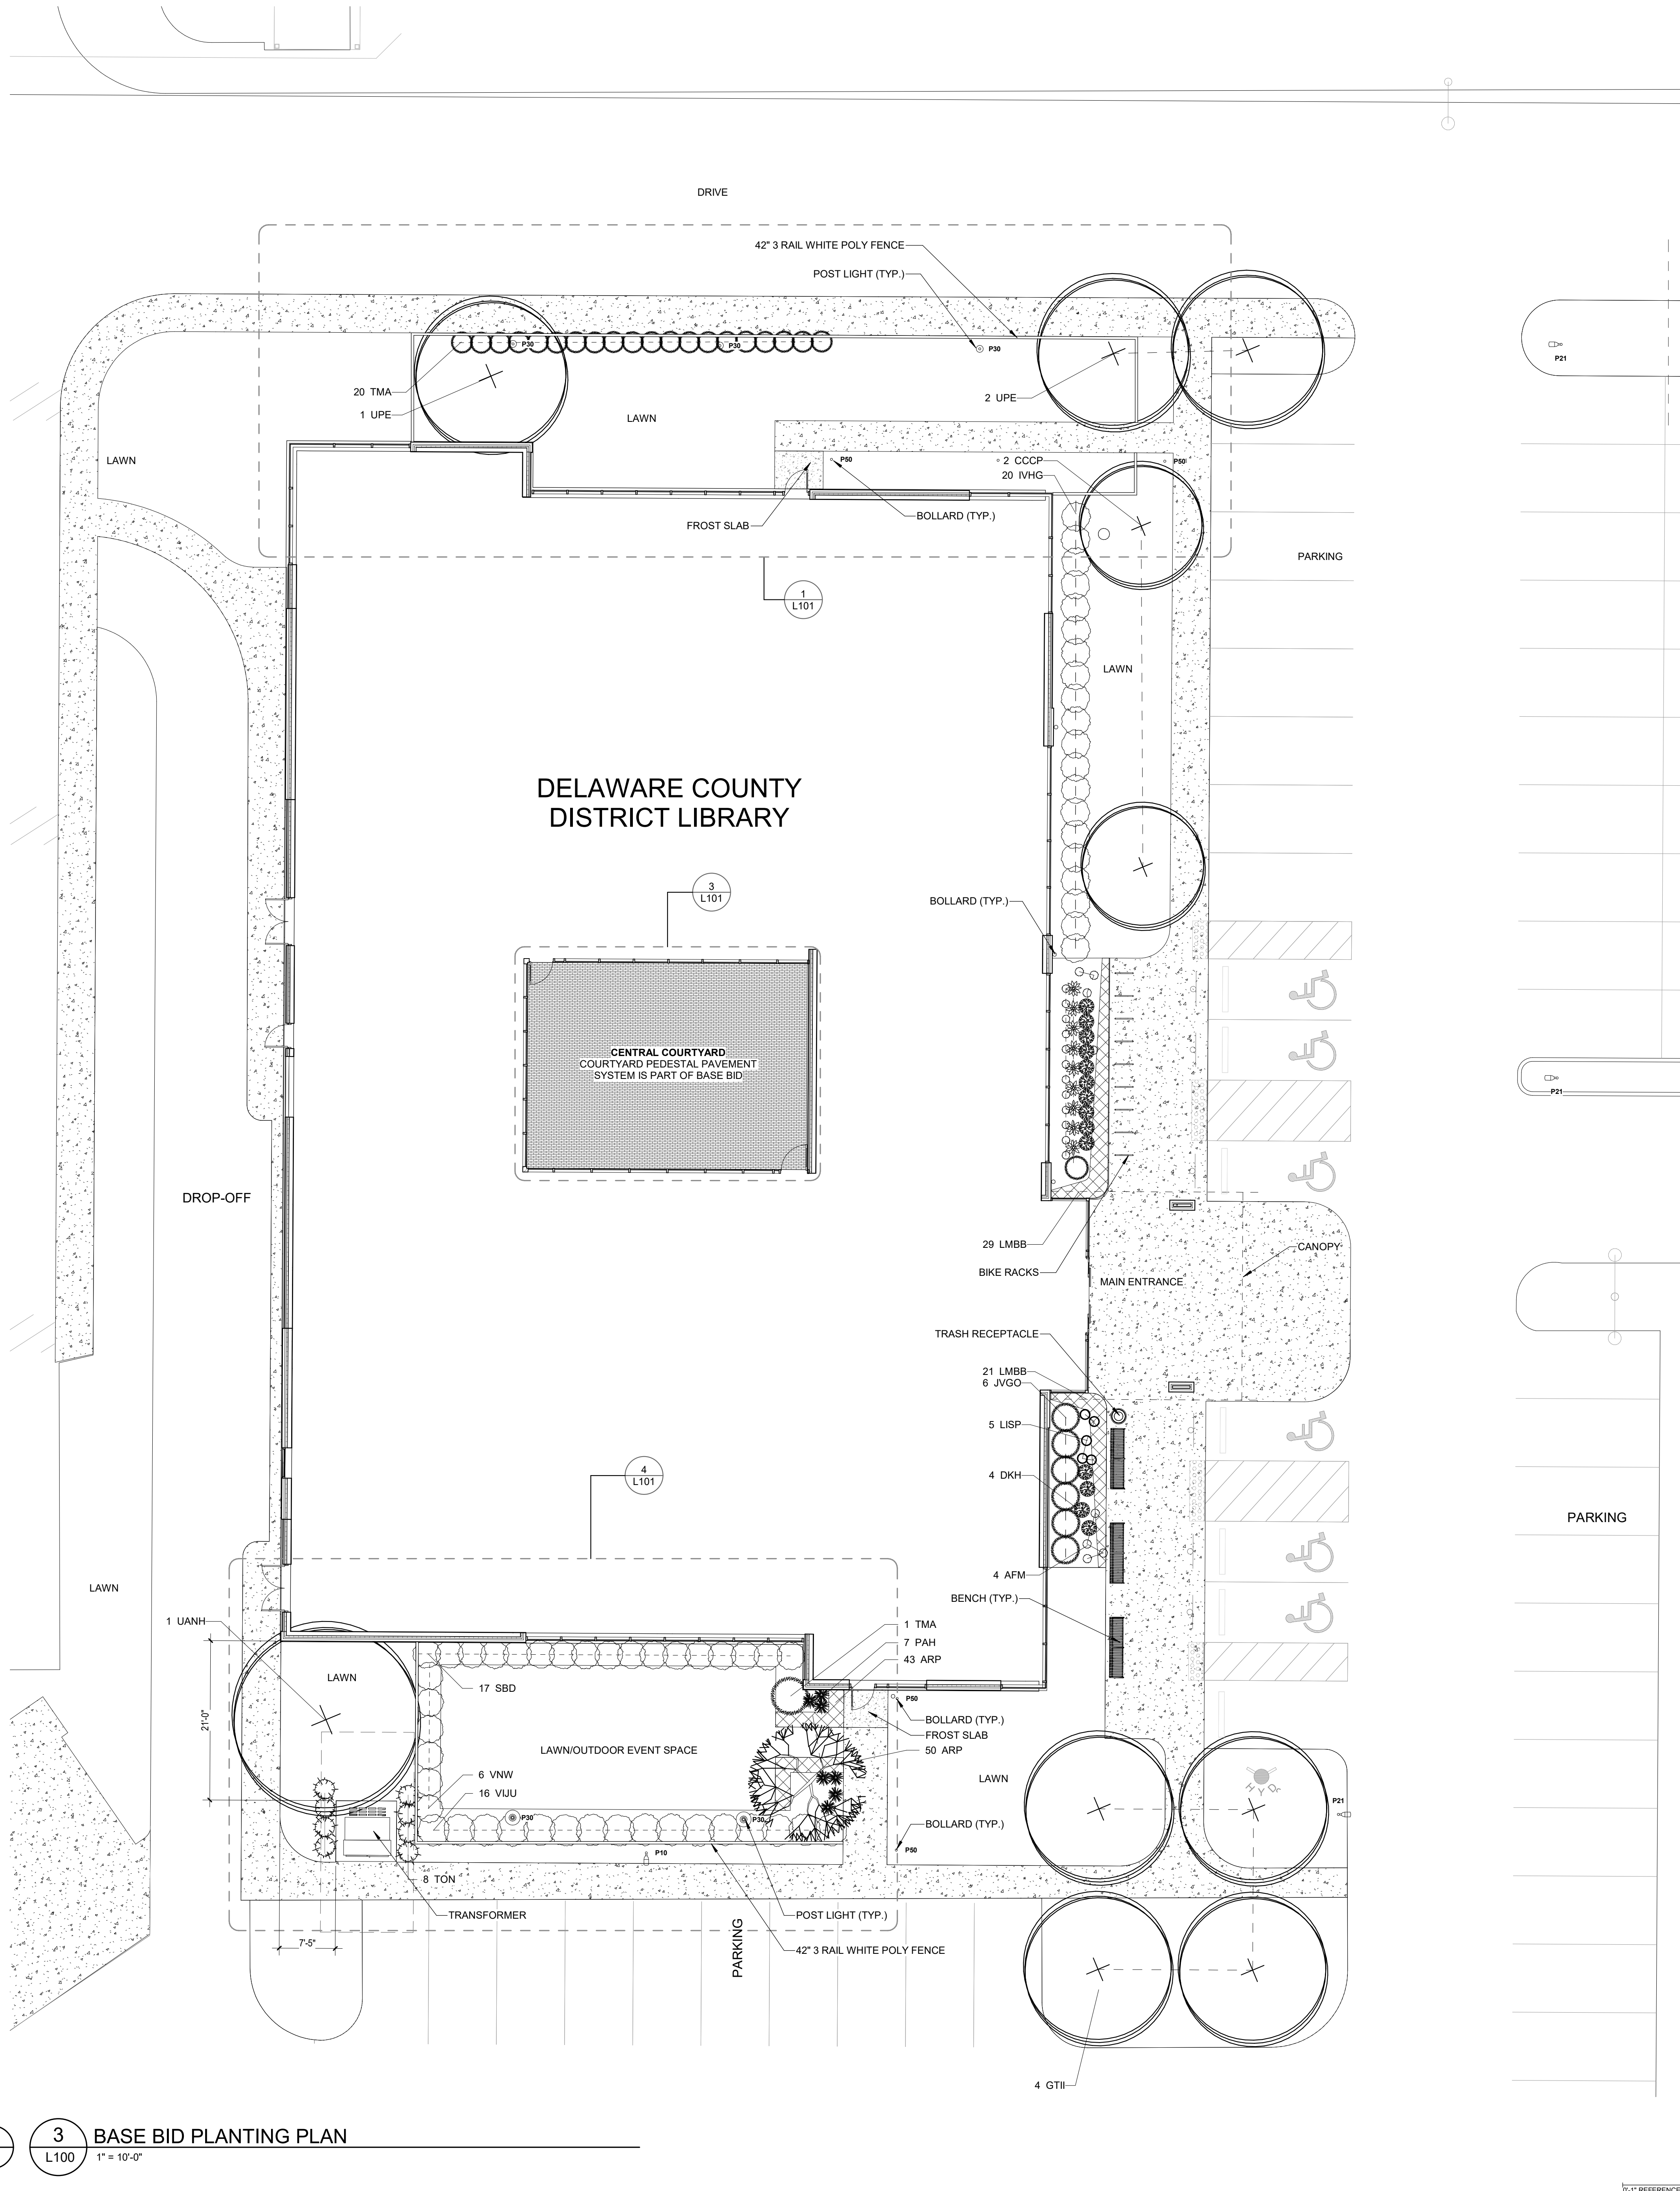 DRIVE
42" 3 RAIL WHITE POLY FENCE
POST LIGHT (TYP.)
P30
P30
P30
P21
20 TMA
1 UPE
2 UPE
LAWN
LAWN
P50
2 CCCP
P50
20 IVHG
BOLLARD (TYP.)
FROST SLAB
PARKING
1
L101
LAWN
DELAWARE COUNTY
DISTRICT LIBRARY
3
L101
BOLLARD (TYP.)
CENTRAL COURTYARD
COURTYARD PEDESTAL PAVEMENT
SYSTEM IS PART OF BASE BID
P21
DROP-OFF
29 LMBB
CANOPY
BIKE RACKS
MAIN ENTRANCE
TRASH RECEPTACLE
21 LMBB
6 JVGO
5 LISP
4
L101
4 DKH
PARKING
4 AFM
LAWN
BENCH (TYP.)
1 UANH
1 TMA
7 PAH
43 ARP
LAWN
17 SBD
P50
BOLLARD (TYP.)
21'-0"
FROST SLAB
LAWN/OUTDOOR EVENT SPACE
50 ARP
6 VNW
LAWN
16 VIJU
HYD
P21
P30
P30
BOLLARD (TYP.)
P10
P50
8 TON
TRANSFORMER
POST LIGHT (TYP.)
7'-5"
PARKING
42" 3 RAIL WHITE POLY FENCE
4 GTII
3
L100
BASE BID PLANTING PLAN
1" = 10'-0"
0'-1" REFERENCE